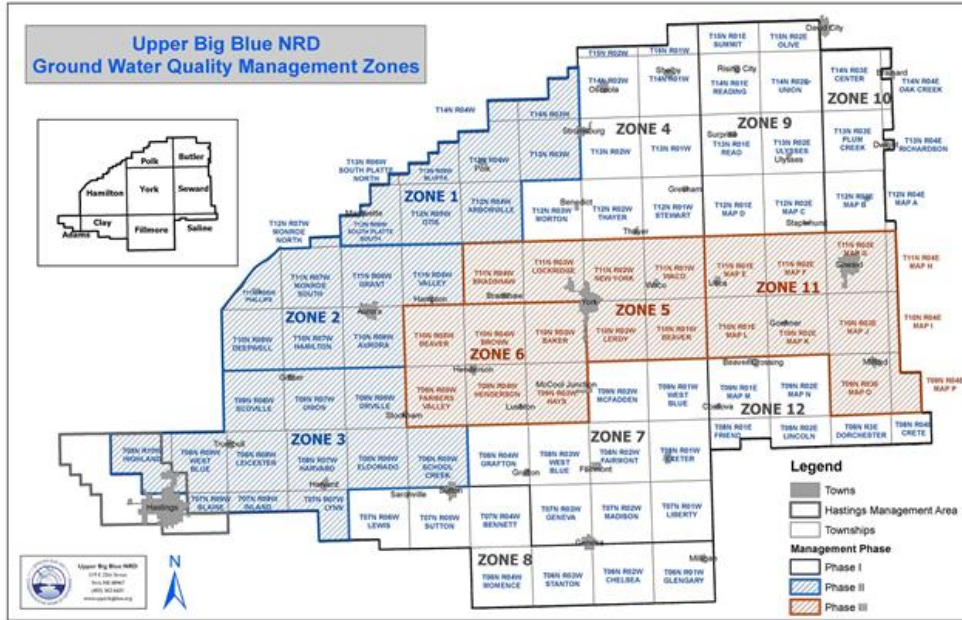 Upper Big Blue NRD
Ground Water Quality Management Zones
Polk
Butler
Hamilton
York
Seward
Clay
Adams
Fillmore
Saline
David City
T15N R02W
T15N R01W
T15N R01E
SUMMIT
T15N R02E
OLIVE
Rising City
Shelby
Osceola
T14N R02W
T14N R01W
T14N R01E
READING
T14N R02E
UNION
T14N R03E
CENTER
Brainard
T14N R04E
OAK CREEK
T14N R04W
T14N R03W
ZONE 10
Stromsburg
ZONE 4
ZONE 9
Surprise
T13N R03W
T13N R02W
T13N R01W
T13N R01E
READ
T13N R02E
ULYSSES
Ulysses
T13N R03E
PLUM
CREEK
T13N R04E
RICHARDSON
T13N R06W
SOUTH PLATTE
NORTH
Polk
ZONE 1
T12N R04W
ARBORVILLE
T12N R05W
OTIS
Marquette
SOUTH PLATTE
SOUTH
T12N R07W
MONROE
NORTH
Benedict
T12N R03W
MORTON
T12N R02W
THAYER
Thayer
Gresham
T12N R01W
STEWART
T12N R01E
MAP D
T12N R02E
MAP C
Staplehurst
T12N R03E
MAP B
T12N R04E
MAP A
PHILLIPS
T11N R07W
MONROE
SOUTH
T11N R06W
GRANT
T11N R05W
VALLEY
Hampton
T11N R04W
BRADSHAW
Bradshaw
T11N R03W
LOCKRIDGE
T11N R02W
NEW YORK
T11N R01W
WACO
Waco
T11N R01E
MAP E
Utica
T11N R02E
MAP F
T11N R03E
MAP G
Seward
T11N R04E
MAP H
ZONE 11
ZONE 2
Aurora
York
ZONE 5
T10N R08W
DEEPWELL
T10N R07W
HAMILTON
T10N R06W
AURORA
T10N R05W
BEAVER
T10N R04W
BROWN
ZONE 6
T10N R03W
BAKER
T10N R02W
LEROY
T10N R01W
BEAVER
T10N R01E
MAP L
Goehner
T10N R02E
MAP K
T10N R03E
MAP J
T10N R04E
MAP I
Giltner
Henderson
McCool Junction
Beaver Crossing
Milford
T09N R08W
SCOVILLE
T09N R07W
UNION
T09N R06W
ORVILLE
Stockham
T09N R05W
FARMERS
VALLEY
T09N R04W
HENDERSON
Lushton
T09N R03W
HAYS
T09N R02W
MCFADDEN
T09N R01W
WEST
BLUE
T09N R01E
MAP M
Cordova
T09N R02E
MAP N
T09N R03E
MAP O
T09N R04E
MAP P
ZONE 12
ZONE 3
ZONE 7
Trumbull
T08N R10W
HIGHLAND
T08N R09W
WEST
BLUE
T08N R08W
LEICESTER
T08N R07W
HARVARD
Harvard
T08N R06W
ELDORADO
T08N R05W
SCHOOL
CREEK
T08N R04W
GRAFTON
Grafton
T08N R03W
WEST
BLUE
T08N R02W
FAIRMONT
Fairmont
EXETER
T08N R01E
FRIEND
T08N R02E
LINCOLN
DORCHESTER
T08N R04E
CRETE
Hastings
T07N R09W
BLAINE
T07N R08W
INLAND
T07N R07W
LYNN
Saronville
Sutton
T07N R06W
LEWIS
T07N R05W
SUTTON
T07N R04W
BENNETT
T07N R03W
GENEVA
T07N R02W
MADISON
T07N R01W
LIBERTY
Geneva
Milligan
ZONE 8
T06N R04W
MOMENCE
T06N R03W
STANTON
T06N R02W
CHELSEA
T06N R01W
GLENGARY
Legend
Towns
Hastings Management Area
Townships
Management Phase
Phase I
Phase II
Phase III
Upper Big Blue NRD
N